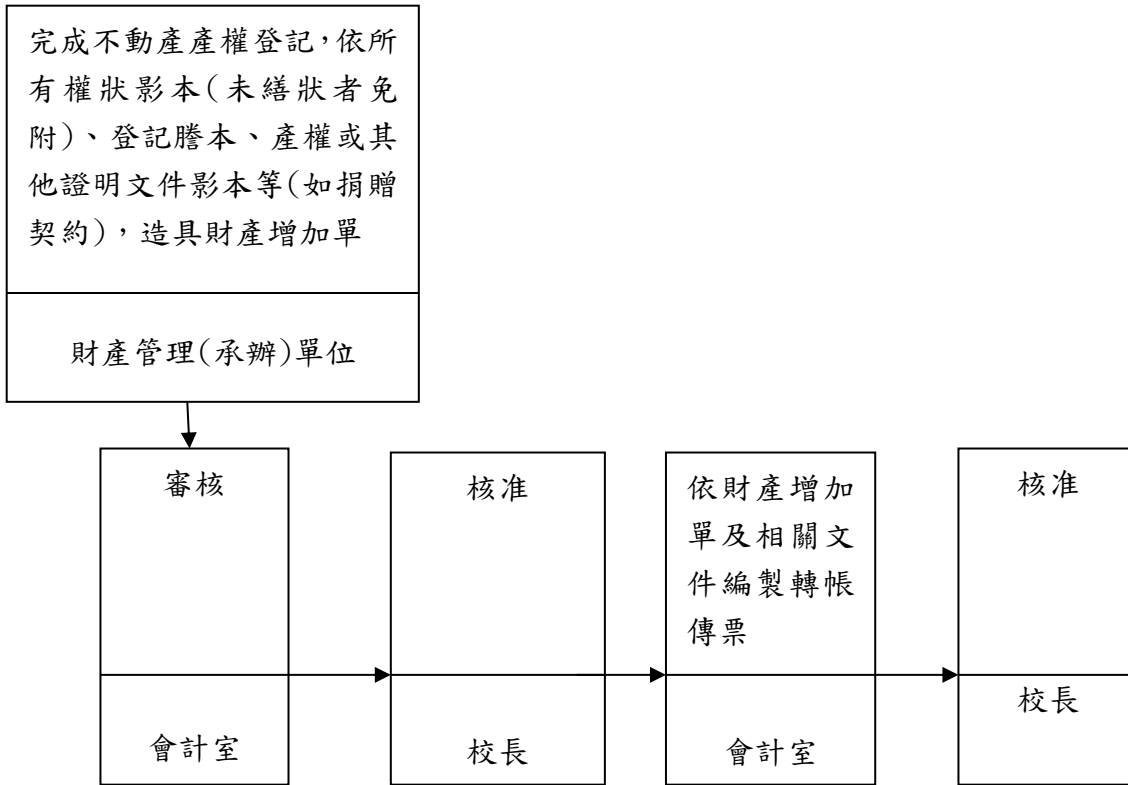 完成不動產產權登記，依所
有權狀影本(未繕狀者免
附)、登記謄本、產權或其
他證明文件影本等(如捐贈
契約)，造具財產增加單
財產管理(承辦)單位
審核
會計室
核准
校長
依財產增加
單及相關文
件編製轉帳
傳票
會計室
核准
校長